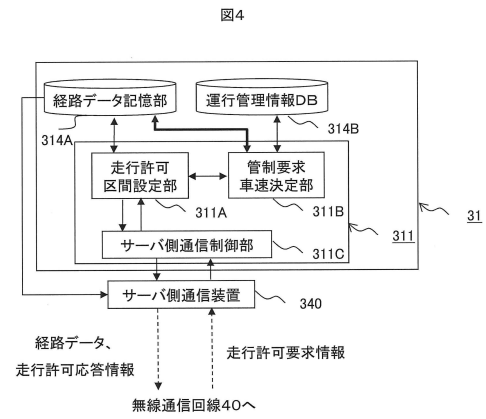 図4
経路データ記憶部
運行管理情報DB
314A
314B
走行許可
区間設定部
管制要求
車速決定部
311A
311B
31
311
サーバ側通信制御部
311C
サーバ側通信装置
340
経路データ、
走行許可応答情報
走行許可要求情報
無線通信回線40へ